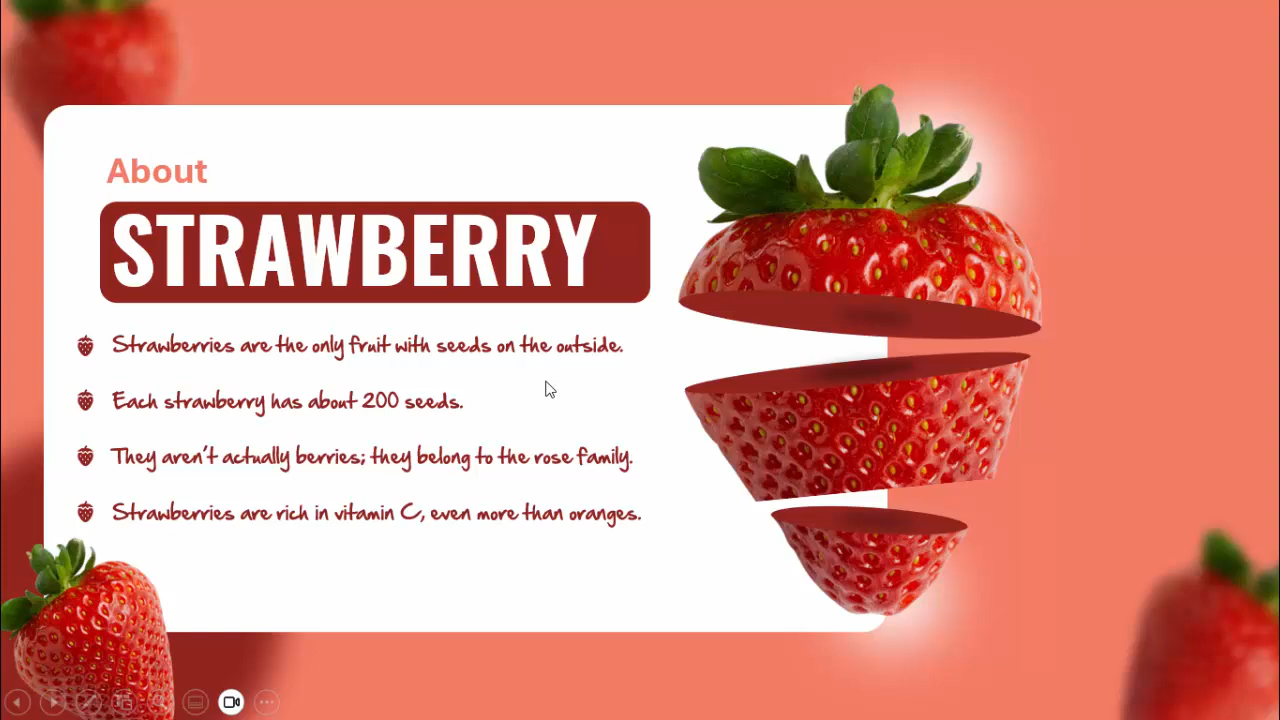 About
STRAWBERRY
Strawberries are the only fruit with seeds on the outside.
Each strawberry has about 200 seeds.
They aren't actually berries; they belong to the rose family.
Strawberries are rich in vitamin C, even more than oranges.